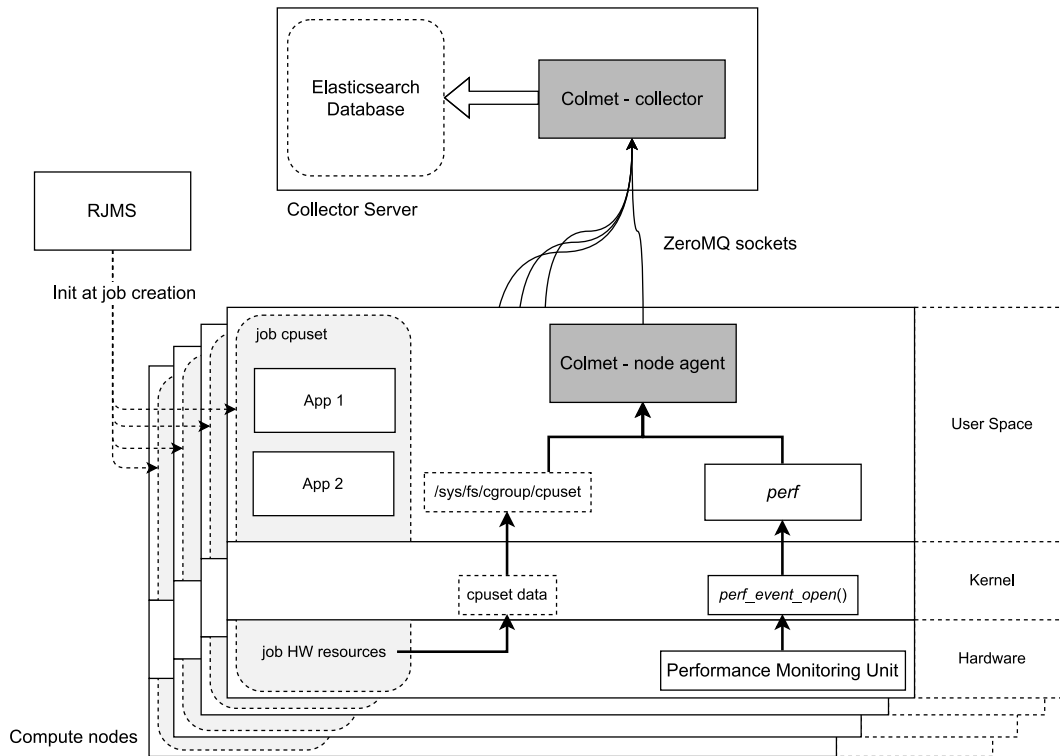 Elasticsearch
Database
Colmet - collector
Collector Server
RJMS
ZeroMQ sockets
Init at job creation
job cpuset
Colmet - node agent
App 1
User Space
App 2
/sys/fs/cgroup/cpuset
perf
Kernel
cpuset data
perf_event_open()
job HW resources
Performance Monitoring Unit
Hardware
Compute nodes